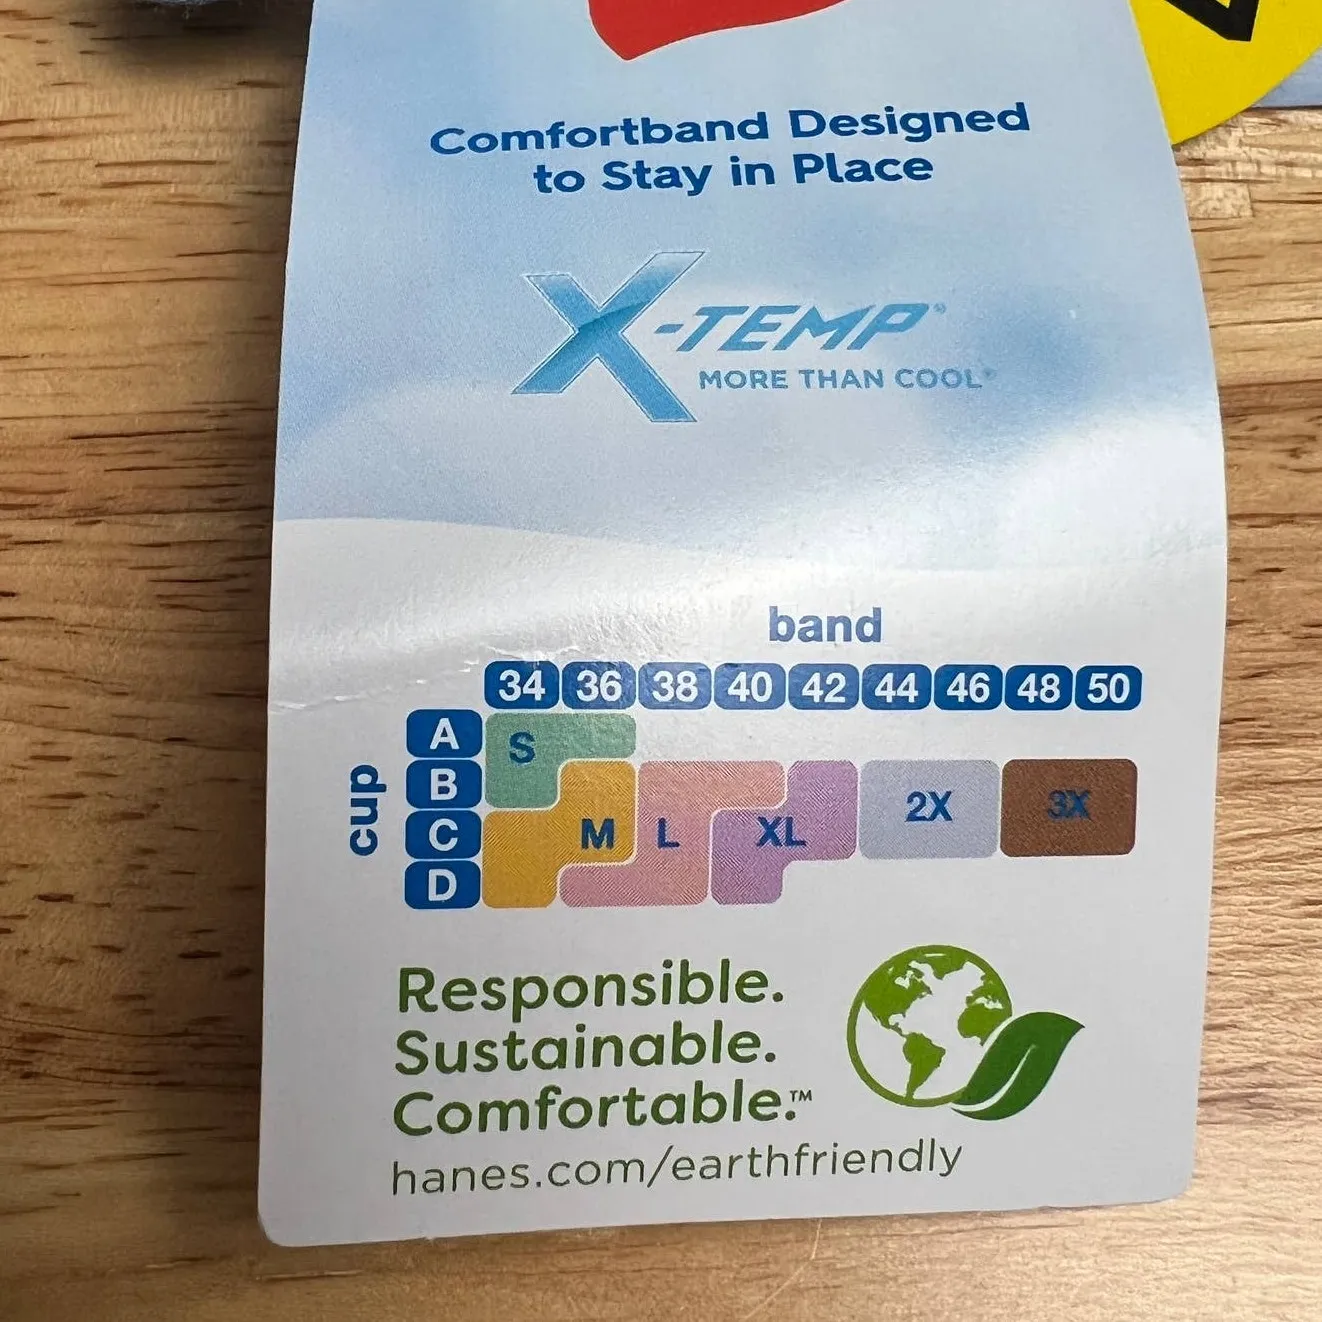 Comfortband Designed
to Stay in Place
X-TEMP®
MORE THAN COOL®
band
34 36 38 40 42 44 46 48 50
cup
A
S
B
2X
3X
C
M
L
XL
D
Responsible.
Sustainable.
Comfortable.™
hanes.com/earthfriendly